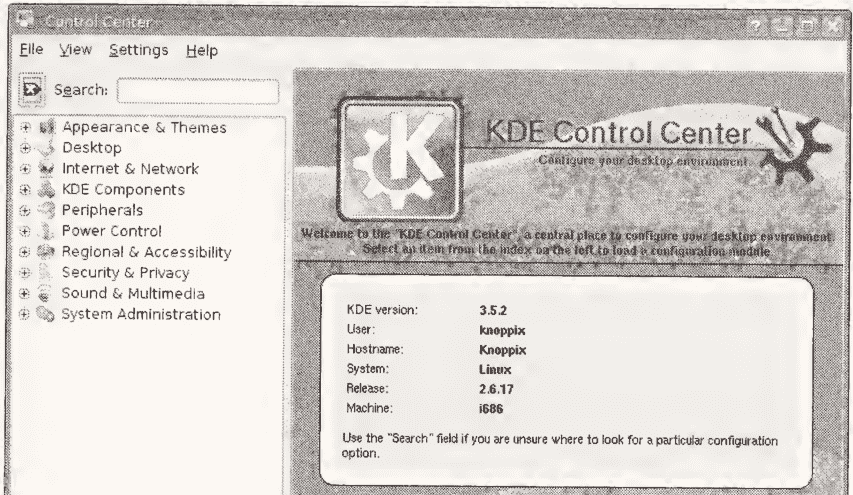 Control Center
File View Settings Help
Search:
Appearance & Themes
Desktop
Internet & Network
KDE Components
Peripherals
Power Control
Regional & Accessibility
Security & Privacy
Sound & Multimedia
System Administration
KDE Control Center
Configure your desktop environment
Welcome to the "KDE Control Center", a central place to configure your desktop environment.
Select an item from the index on the left to load a configuration module
KDE version: 3.5.2
User: knoppix
Hostname: Knoppix
System: Linux
Release: 2.6.17
Machine: i686
Use the "Search" field if you are unsure where to look for a particular configuration
option.